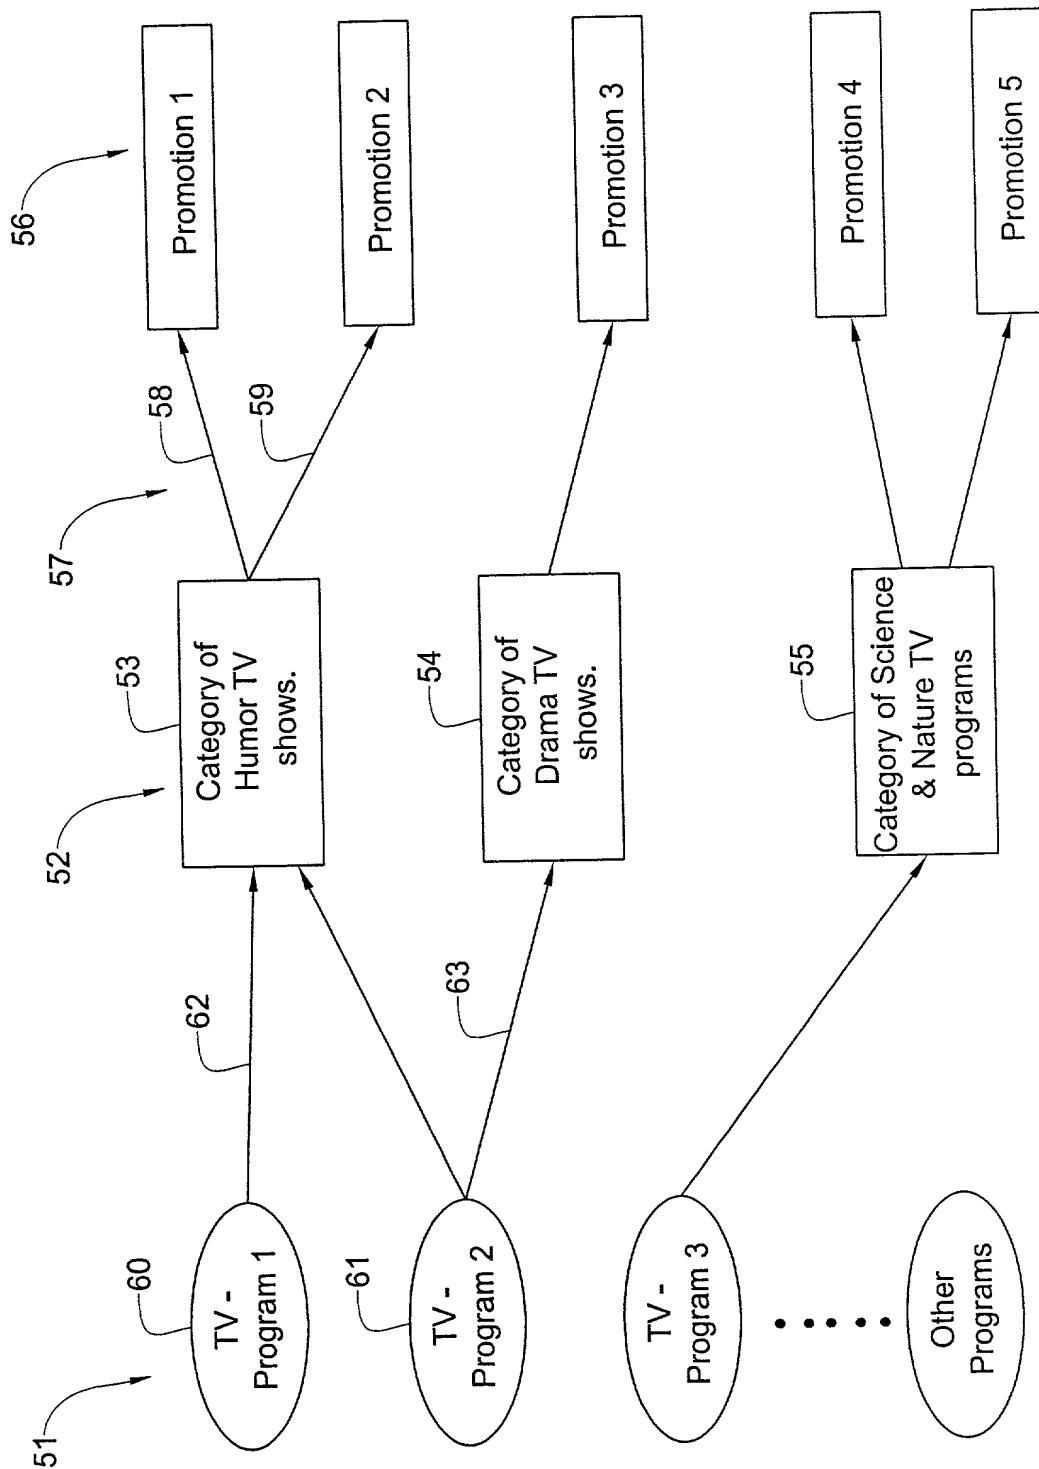 51
60
TV -
Program 1
61
TV -
Program 2
TV -
Program 3
Other
Programs
62
63
52
53
Category of
Humor TV
shows.
54
Category of
Drama TV
shows.
55
Category of Science
& Nature TV
programs
57
58
59
56
Promotion 1
Promotion 2
Promotion 3
Promotion 4
Promotion 5